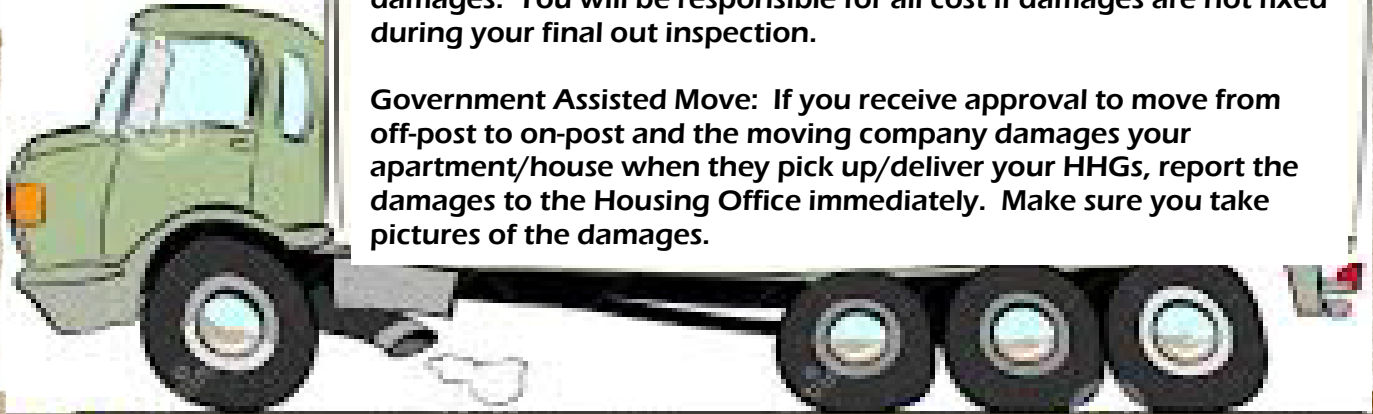 damages. You will be responsible for all cost if damages are not fixed
during your final out inspection.
Government Assisted Move: If you receive approval to move from
off-post to on-post and the moving company damages your
apartment/house when they pick up/deliver your HHGs, report the
damages to the Housing Office immediately. Make sure you take
pictures of the damages.